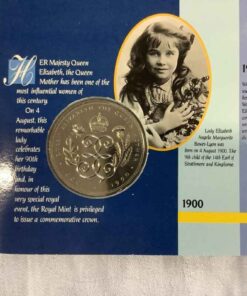 HER MAJESTY Queen
Elizabeth, the Queen
Mother has been one of the
most influential women of
this century.
On 4
August, this
remarkable
lady
celebrates
her 90th
birthday
and, in
honour of this
very special royal
event, the Royal Mint is privileged
to issue a commemorative crown.
Lady Elizabeth
Angela Marguerite
Bowes-Lyon was
born on 4 August 1900. The
9th child of the 14th Earl of
Strathmore and Kinghorne.
1900